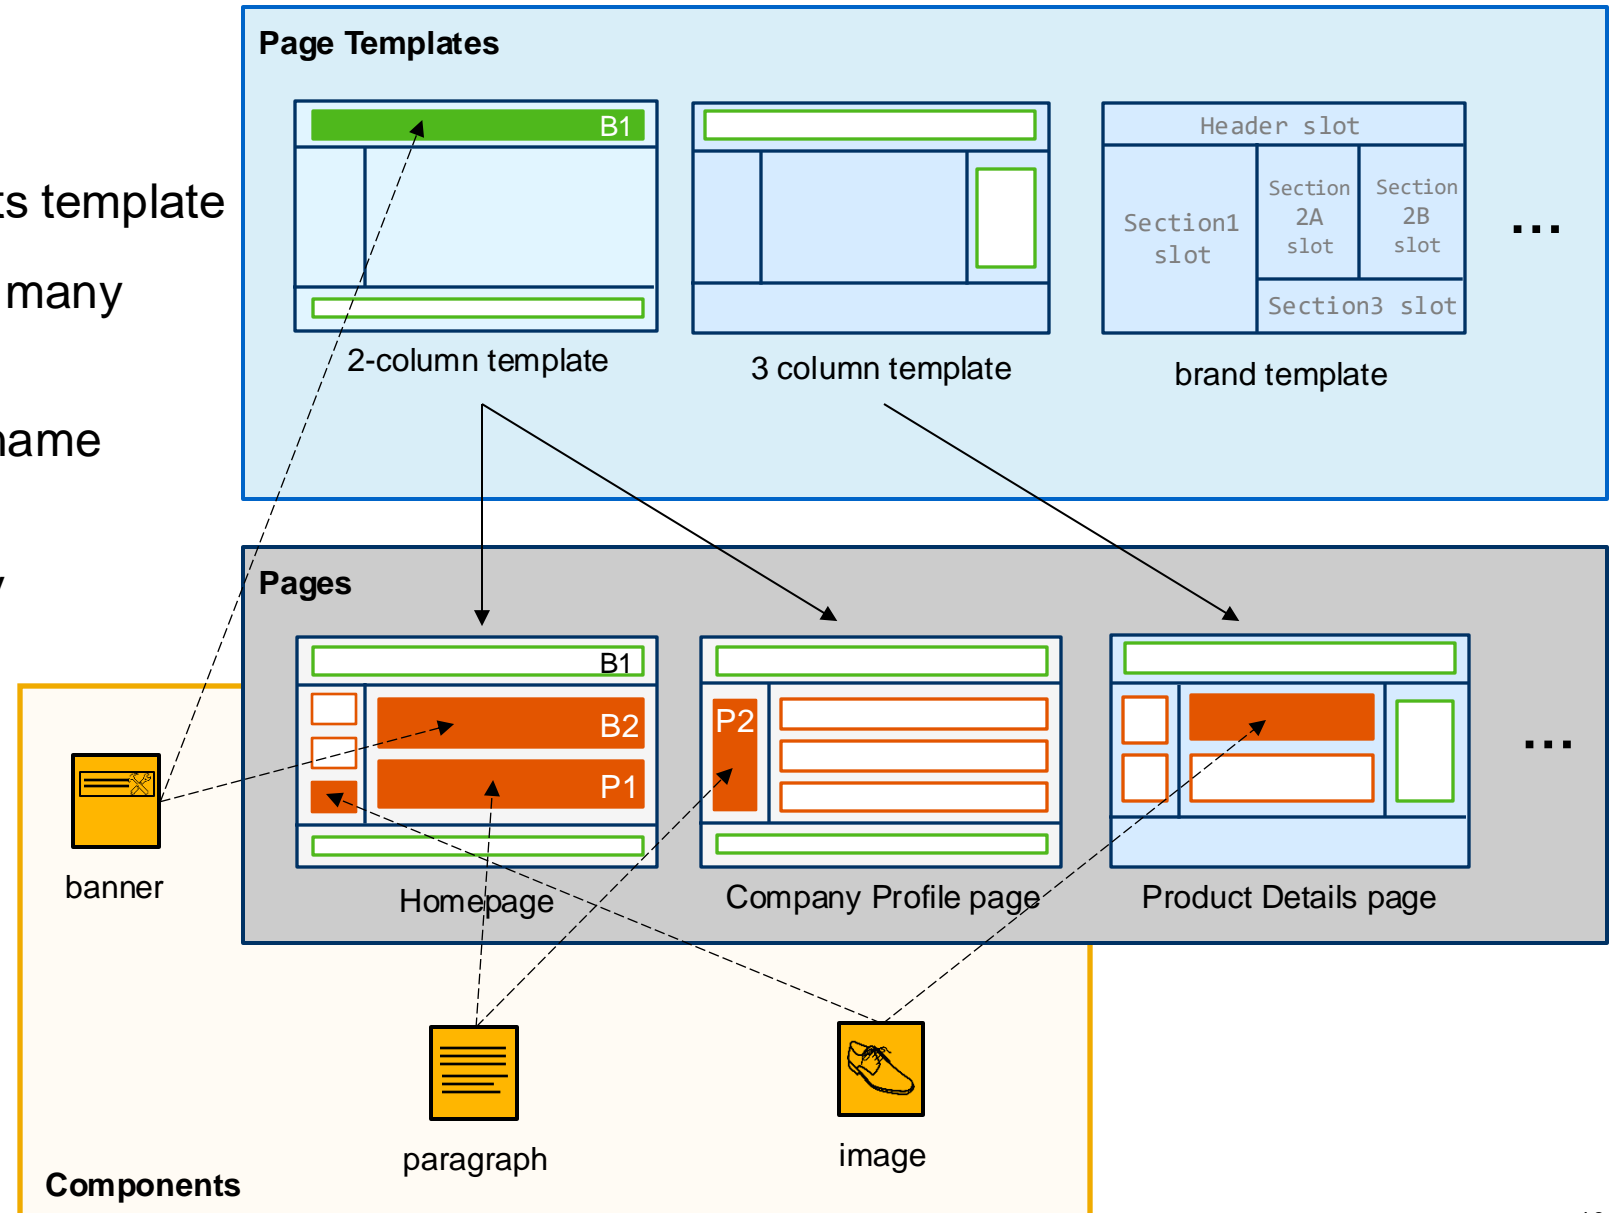 Page Templates
B1
Header slot
Section1
slot
Section
2A
slot
Section
2B
slot
Section3 slot
...
2-column template
3 column template
brand template
ts template
many
name
Pages
B1
B2
P1
P2
...
Homepage
Company Profile page
Product Details page
banner
paragraph
image
Components